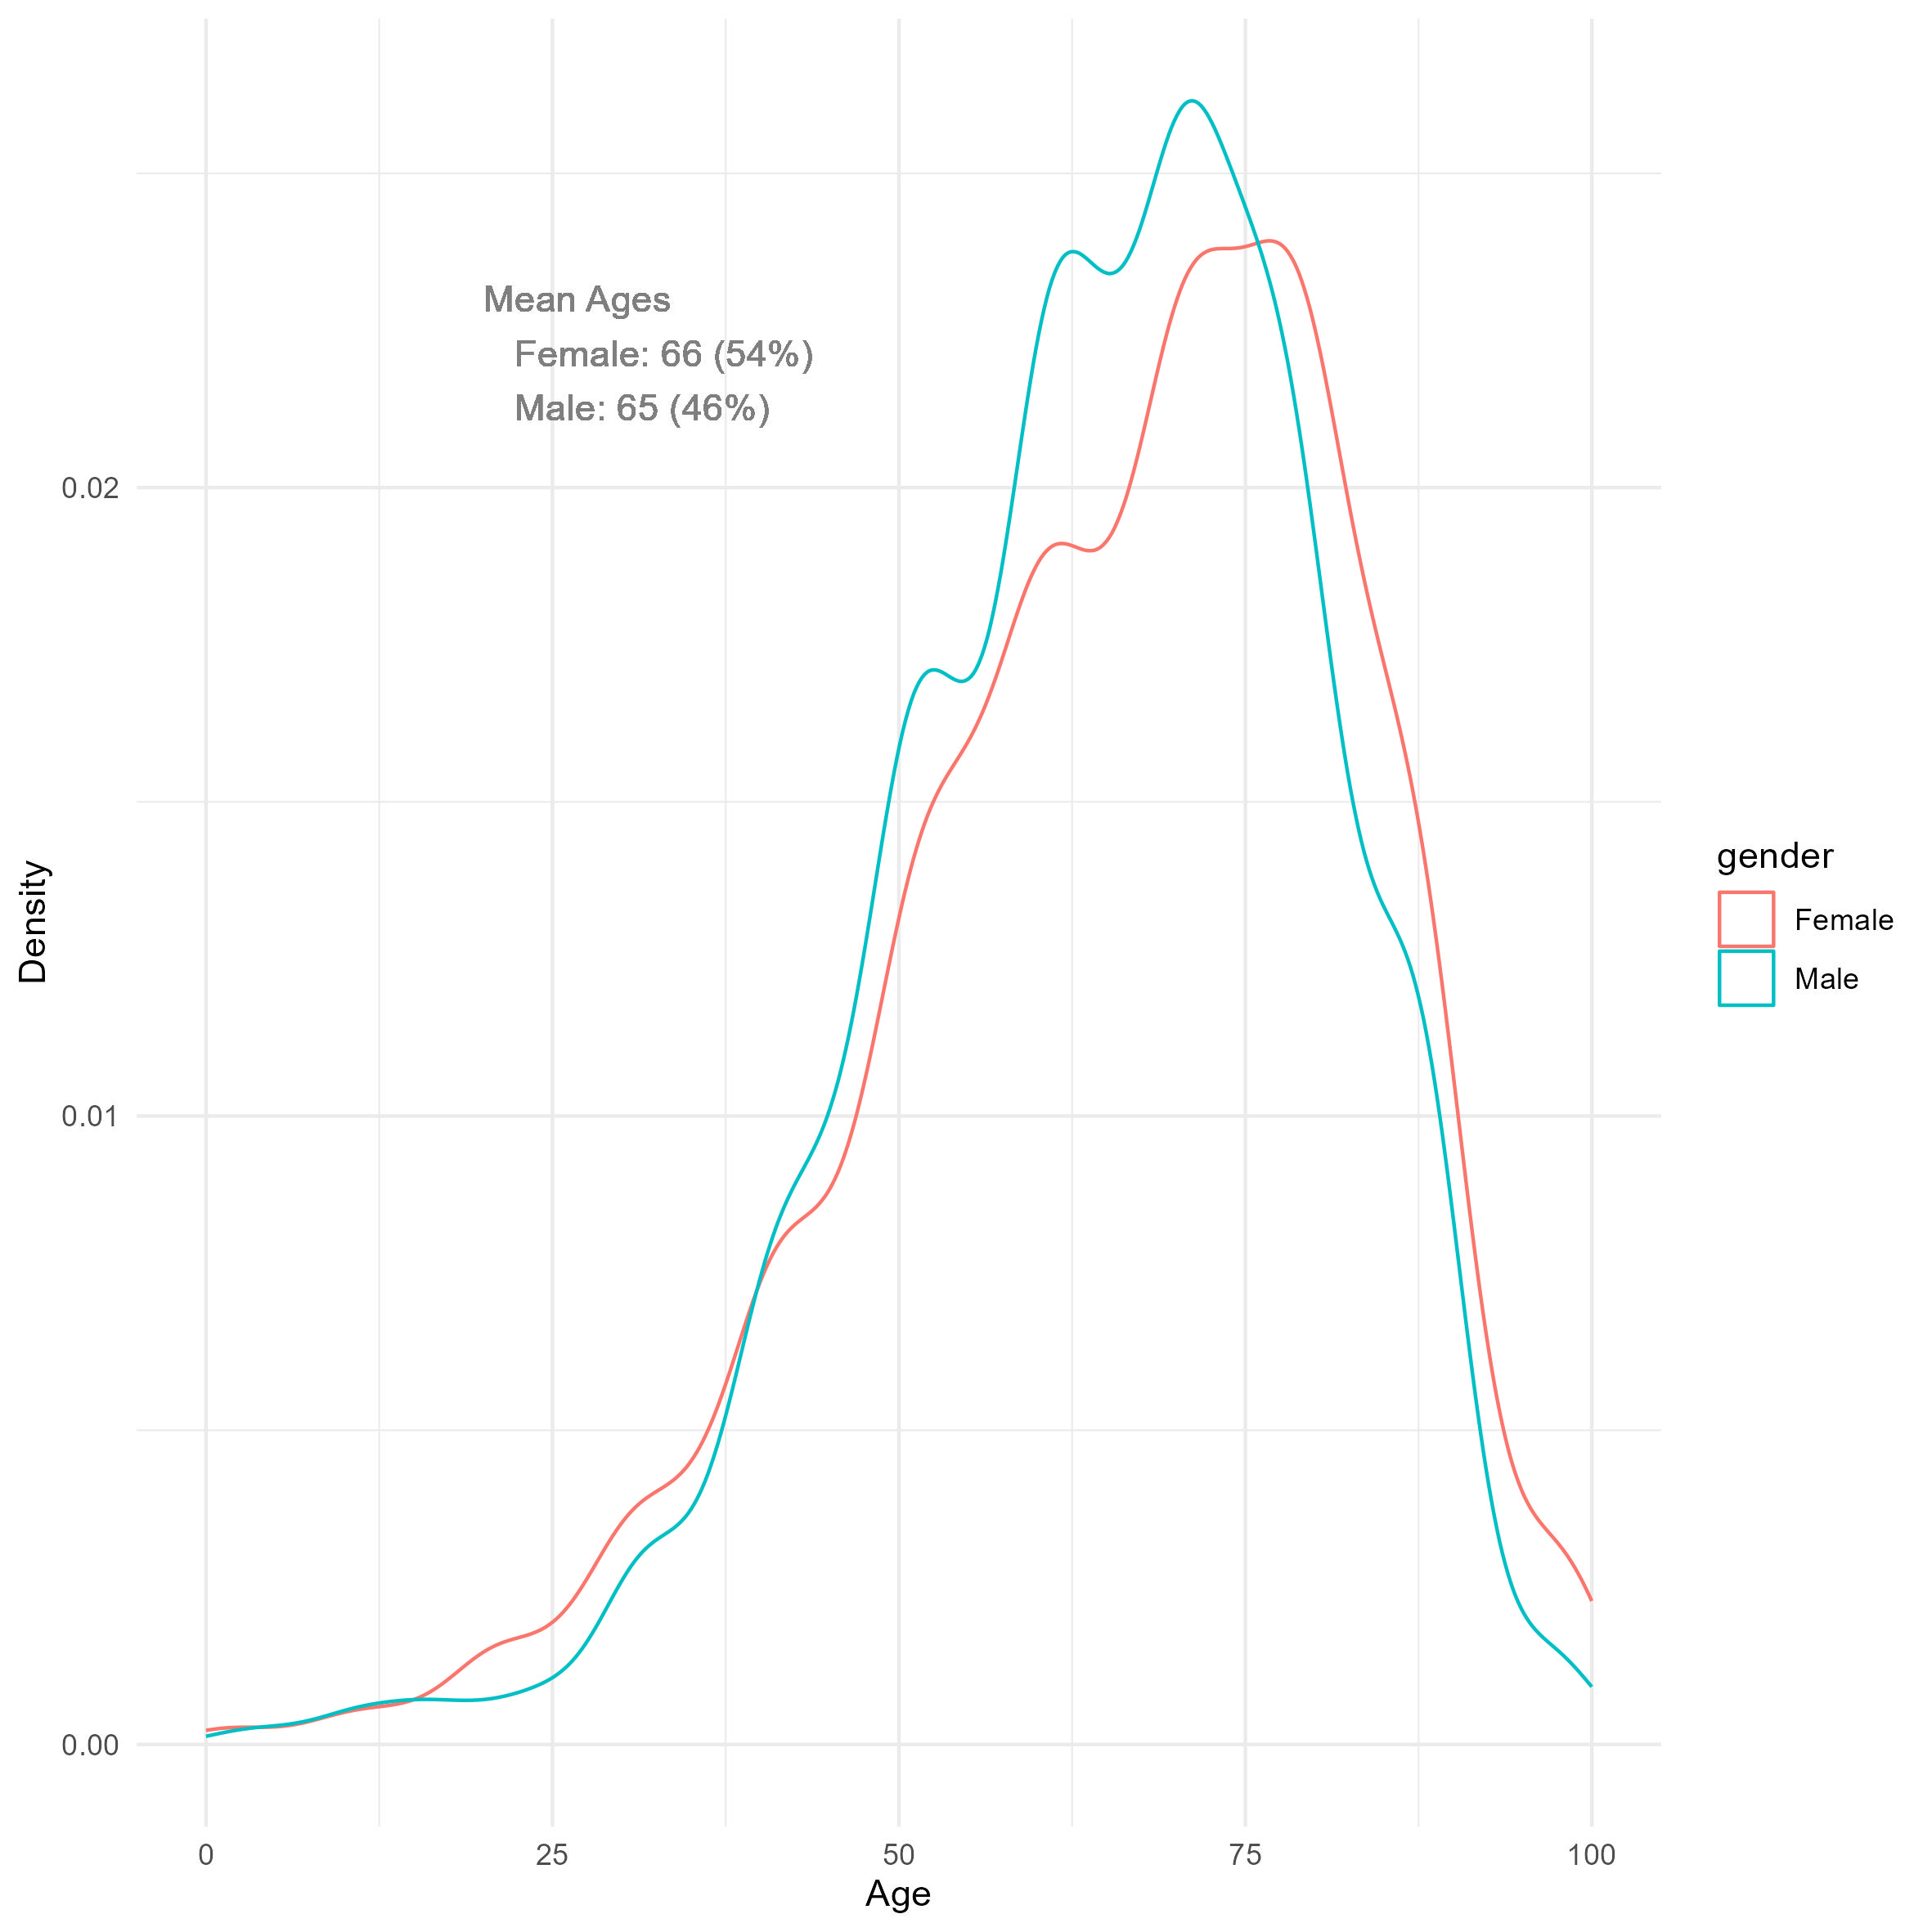 Mean Ages
Female: 66 (54%)
Male: 65 (46%)
0.02
0.01
0.00
Density
0
25
50
75
100
Age
gender
Female
Male